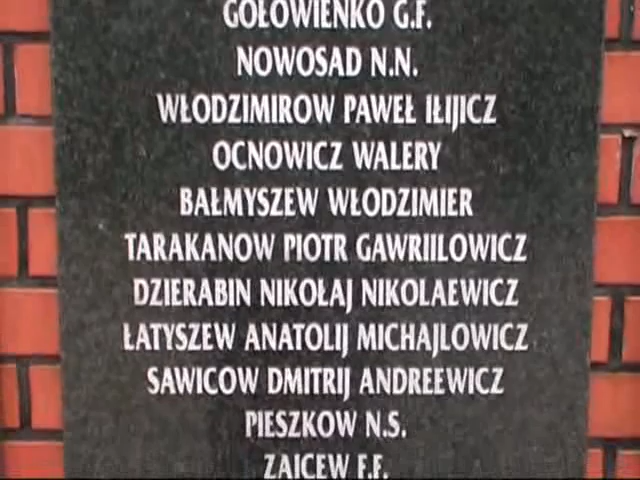 GOŁOWIENKO G.F.
NOWOSAD N.N.
WŁODZIMIROW PAWEŁ IŁIJICZ
OCNOWICZ WALERY
BAŁMYSZEW WŁODZIMIER
TARAKANOW PIOTR GAWRIILOWICZ
DZIERABIN NIKOŁAJ NIKOLAEWICZ
ŁATYSZEW ANATOLIJ MICHAJLOWICZ
SAWICOW DMITRIJ ANDREEWICZ
PIESZKOW N.S.
ZAICEW F.F.